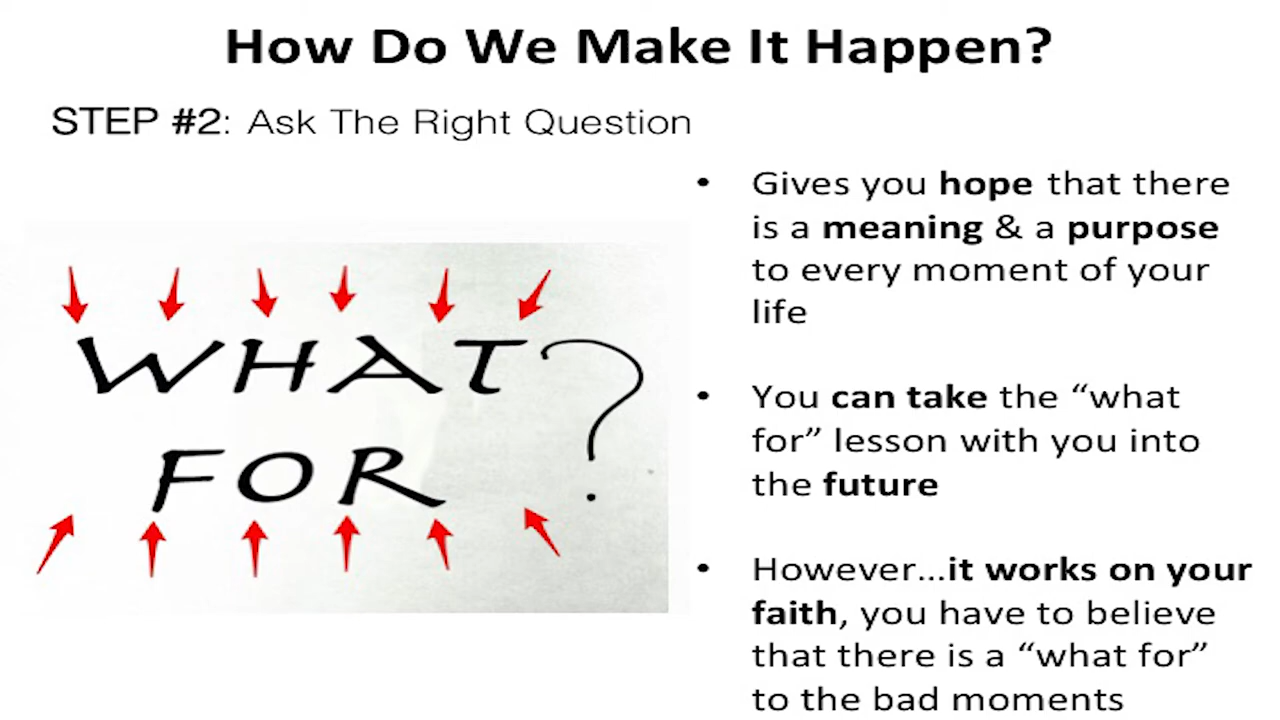 How Do We Make It Happen?
STEP #2: Ask The Right Question
WHAT
FOR
?
• Gives you hope that there
is a meaning & a purpose
to every moment of your
life
• You can take the “what
for” lesson with you into
the future
• However…it works on your
faith, you have to believe
that there is a “what for”
to the bad moments